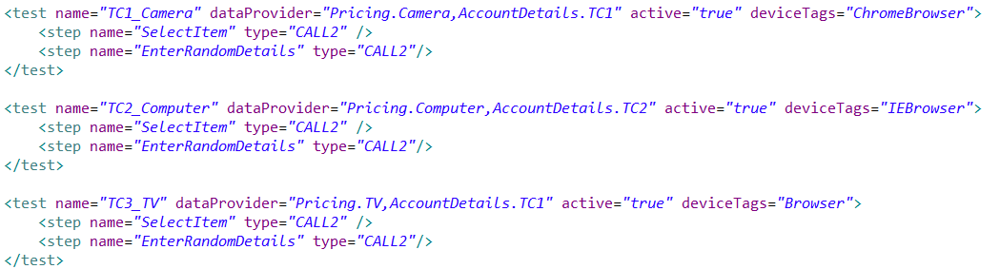 <test name="TC1_Camera" dataProvider="Pricing.Camera,AccountDetails.TC1" active="true" deviceTags="ChromeBrowser">
    <step name="SelectItem" type="CALL2" />
    <step name="EnterRandomDetails" type="CALL2"/>
</test>

<test name="TC2_Computer" dataProvider="Pricing.Computer,AccountDetails.TC2" active="true" deviceTags="IEBrowser">
    <step name="SelectItem" type="CALL2" />
    <step name="EnterRandomDetails" type="CALL2"/>
</test>

<test name="TC3_TV" dataProvider="Pricing.TV,AccountDetails.TC1" active="true" deviceTags="Browser">
    <step name="SelectItem" type="CALL2" />
    <step name="EnterRandomDetails" type="CALL2"/>
</test>